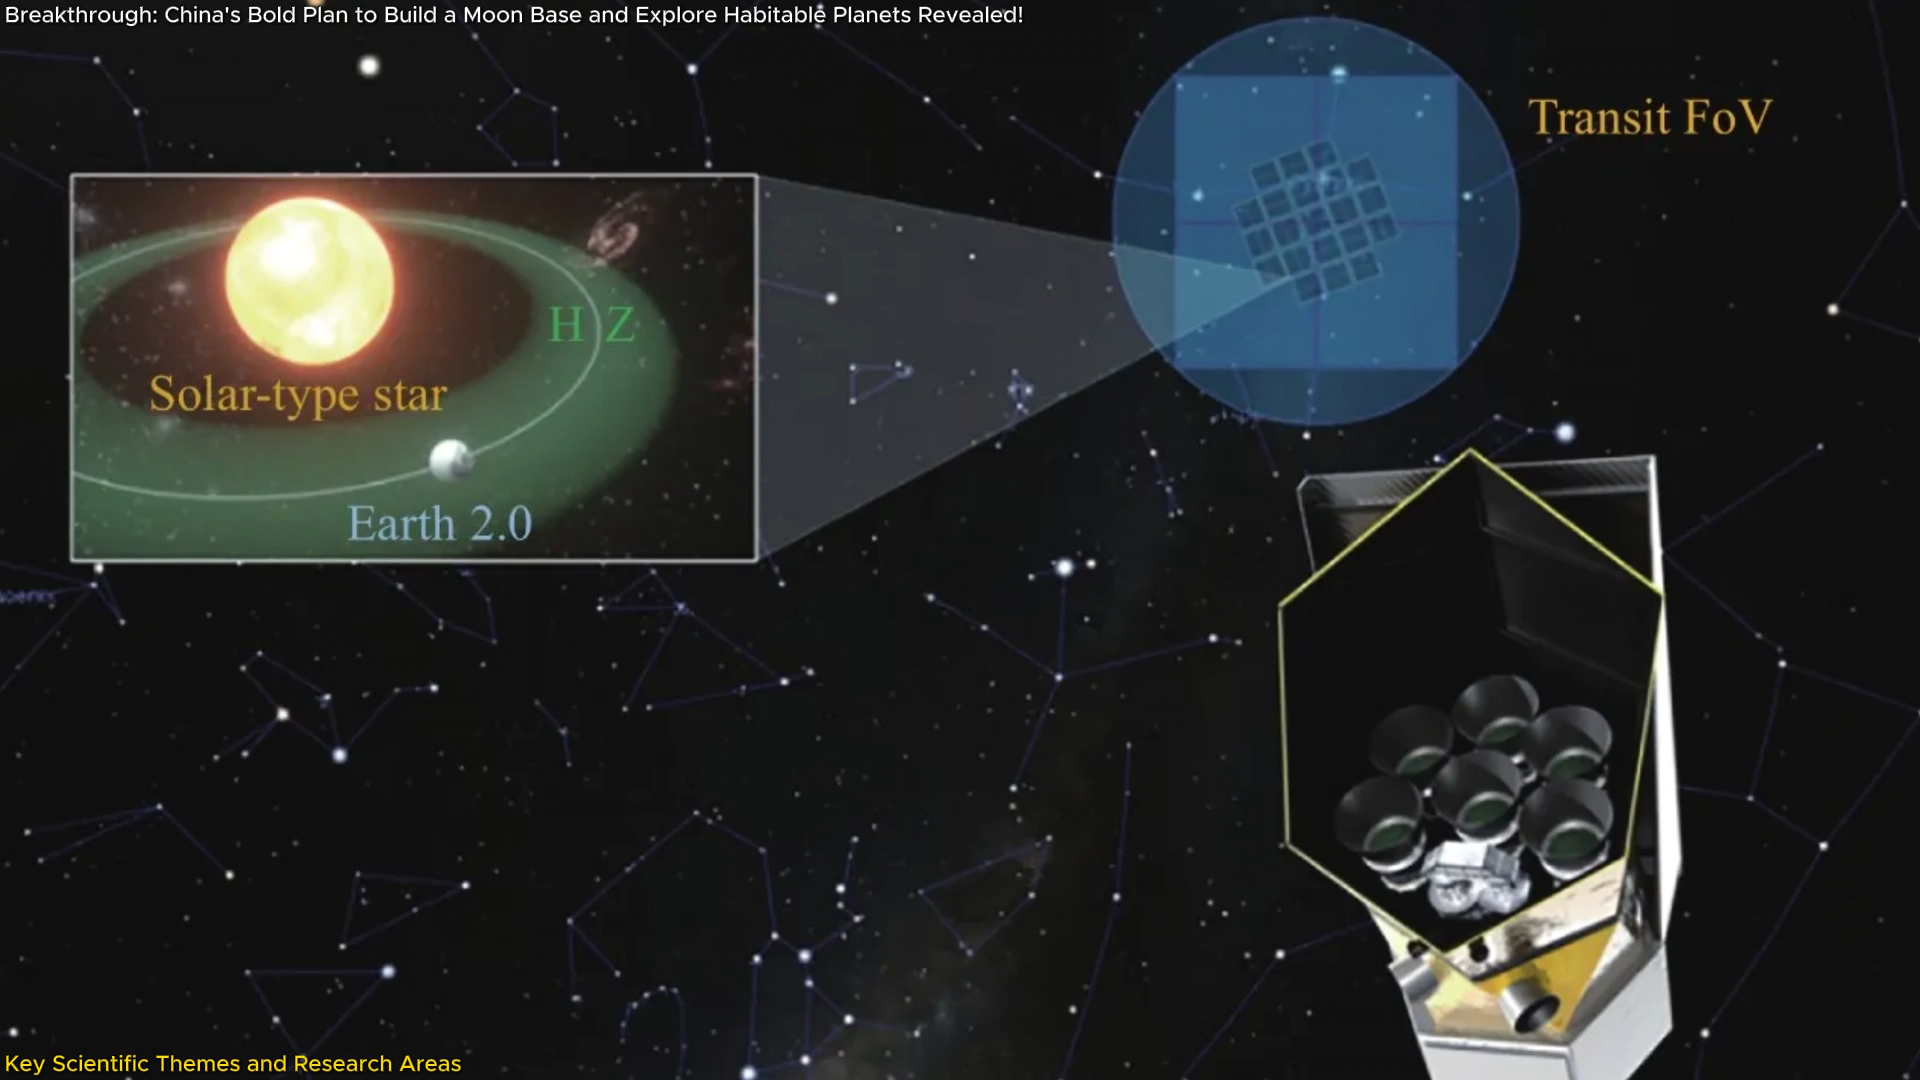 Breakthrough: China's Bold Plan to Build a Moon Base and Explore Habitable Planets Revealed!
Transit FoV
H Z
Solar-type star
Earth 2.0
Key Scientific Themes and Research Areas